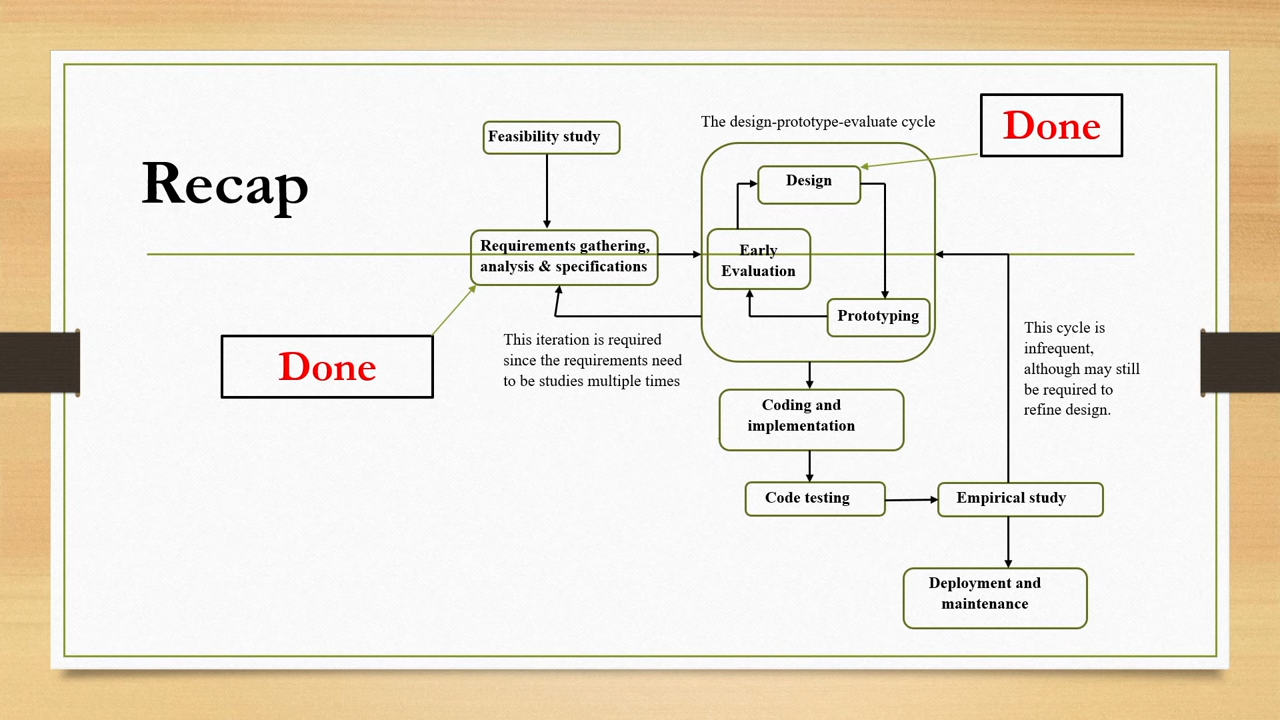 Recap
Feasibility study
The design-prototype-evaluate cycle
Done
Design
Requirements gathering,
analysis & specifications
Early
Evaluation
Prototyping
Done
This iteration is required
since the requirements need
to be studies multiple times
This cycle is
infrequent,
although may still
be required to
refine design.
Coding and
implementation
Code testing
Empirical study
Deployment and
maintenance